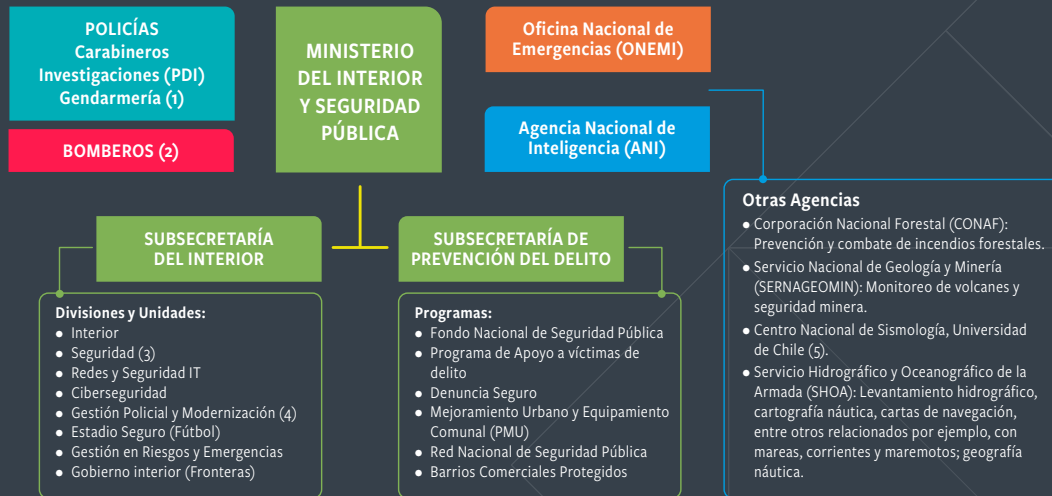 POLICÍAS
Carabineros
Investigaciones (PDI)
Gendarmería (1)
BOMBEROS (2)
MINISTERIO
DEL INTERIOR
Y SEGURIDAD
PÚBLICA
Oficina Nacional de
Emergencias (ONEMI)
Agencia Nacional de
Inteligencia (ANI)
SUBSECRETARÍA
DEL INTERIOR
Divisiones y Unidades:
• Interior
• Seguridad (3)
• Redes y Seguridad IT
• Ciberseguridad
• Gestión Policial y Modernización (4)
• Estadio Seguro (Fútbol)
• Gestión en Riesgos y Emergencias
• Gobierno interior (Fronteras)
SUBSECRETARÍA DE
PREVENCIÓN DEL DELITO
Programas:
• Fondo Nacional de Seguridad Pública
• Programa de Apoyo a víctimas de
delito
• Denuncia Seguro
• Mejoramiento Urbano y Equipamiento
Comunal (PMU)
• Red Nacional de Seguridad Pública
• Barrios Comerciales Protegidos
Otras Agencias
• Corporación Nacional Forestal (CONAF):
Prevención y combate de incendios forestales.
• Servicio Nacional de Geología y Minería
(SERNAGEOMIN): Monitoreo de volcanes y
seguridad minera.
• Centro Nacional de Sismología, Universidad
de Chile (5).
• Servicio Hidrográfico y Oceanográfico de la
Armada (SHOA): Levantamiento hidrográfico,
cartografía náutica, cartas de navegación,
entre otros relacionados por ejemplo, con
mareas, corrientes y maremotos; geografía
náutica.